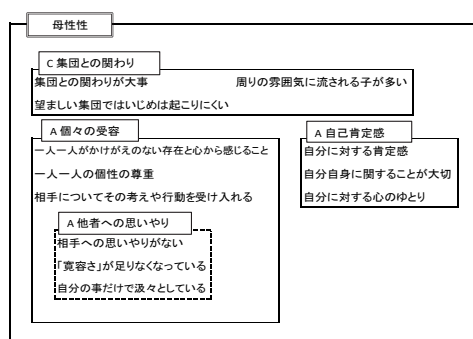 母性性
C 集団との関わり
集団との関わりが大事　周りの雰囲気に流される子が多い
望ましい集団ではいじめは起こりにくい
A 個々の受容
一人一人がかけがえのない存在と心から感じること
一人一人の個性の尊重
相手についてその考えや行動を受け入れる
A 他者への思いやり
相手への思いやりがない
「寛容さ」が足りなくなっている
自分の事だけで汲々としている
A 自己肯定感
自分に対する肯定感
自分自身に関することが大切
自分に対する心のゆとり